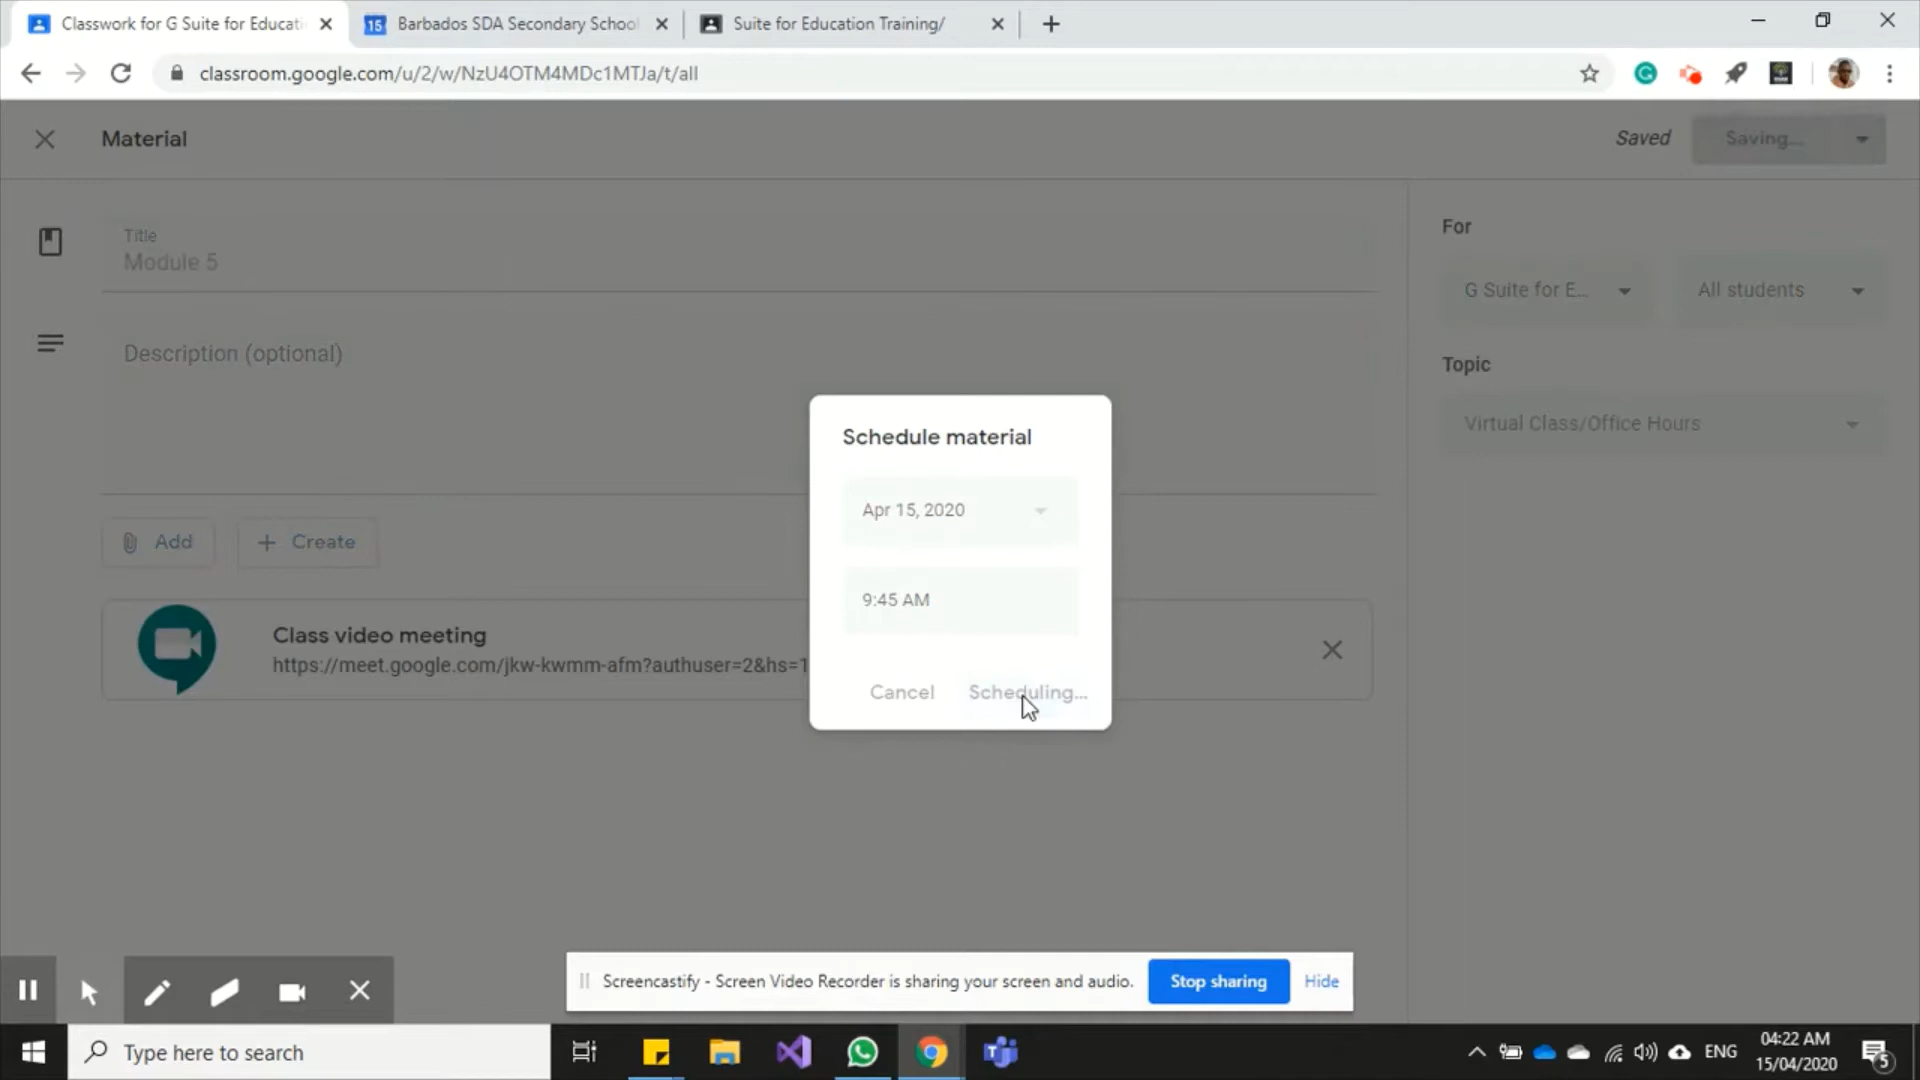 Classwork for G Suite for Educati
15 Barbados SDA Secondary School
Suite for Education Training/
classroom.google.com/u/2/w/NzU4OTM4MDc1MTJa/t/all
Material
Saved
Saving...
Title
Module 5
For
G Suite for E...
All students
Description (optional)
Topic
Virtual Class/Office Hours
Schedule material
Apr 15, 2020
9:45 AM
Cancel
Scheduling...
Add
Create
Class video meeting
https://meet.google.com/jkw-kwmm-afm?authuser=2&hs=1
Screencastify - Screen Video Recorder is sharing your screen and audio.
Stop sharing
Hide
Type here to search
ENG
04:22 AM
15/04/2020
5